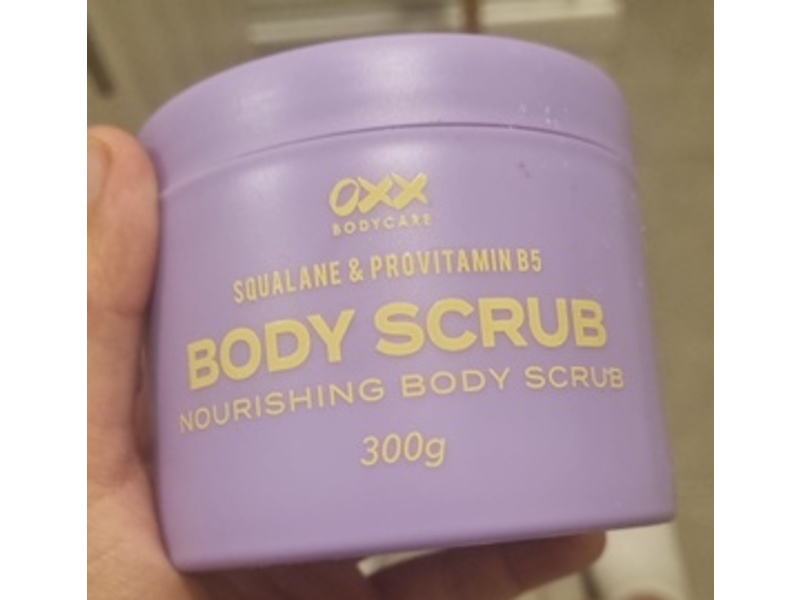 OXX
BODYCARE
SQUALANE & PROVITAMIN B5
BODY SCRUB
NOURISHING BODY SCRUB
300g